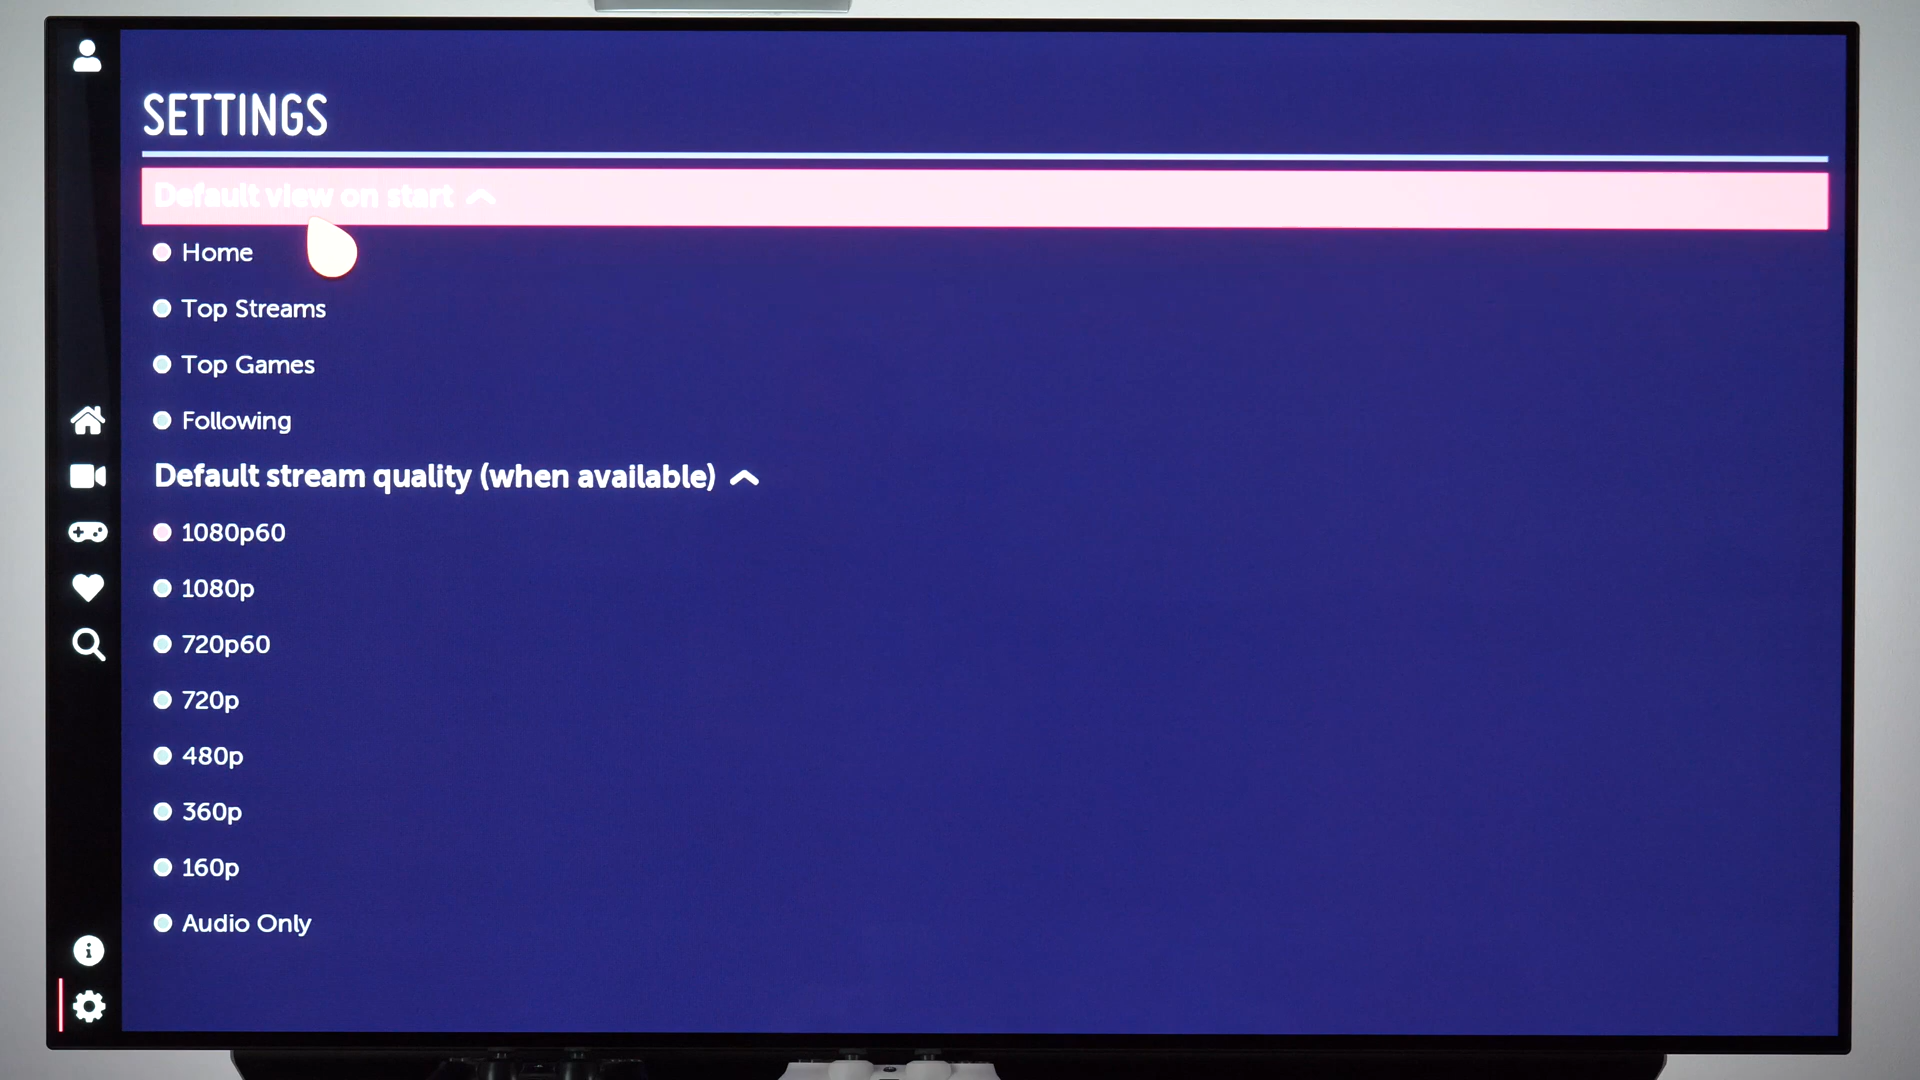 SETTINGS
Default view on start
Home
Top Streams
Top Games
Following
Default stream quality (when available)
1080p60
1080p
720p60
720p
480p
360p
160p
Audio Only